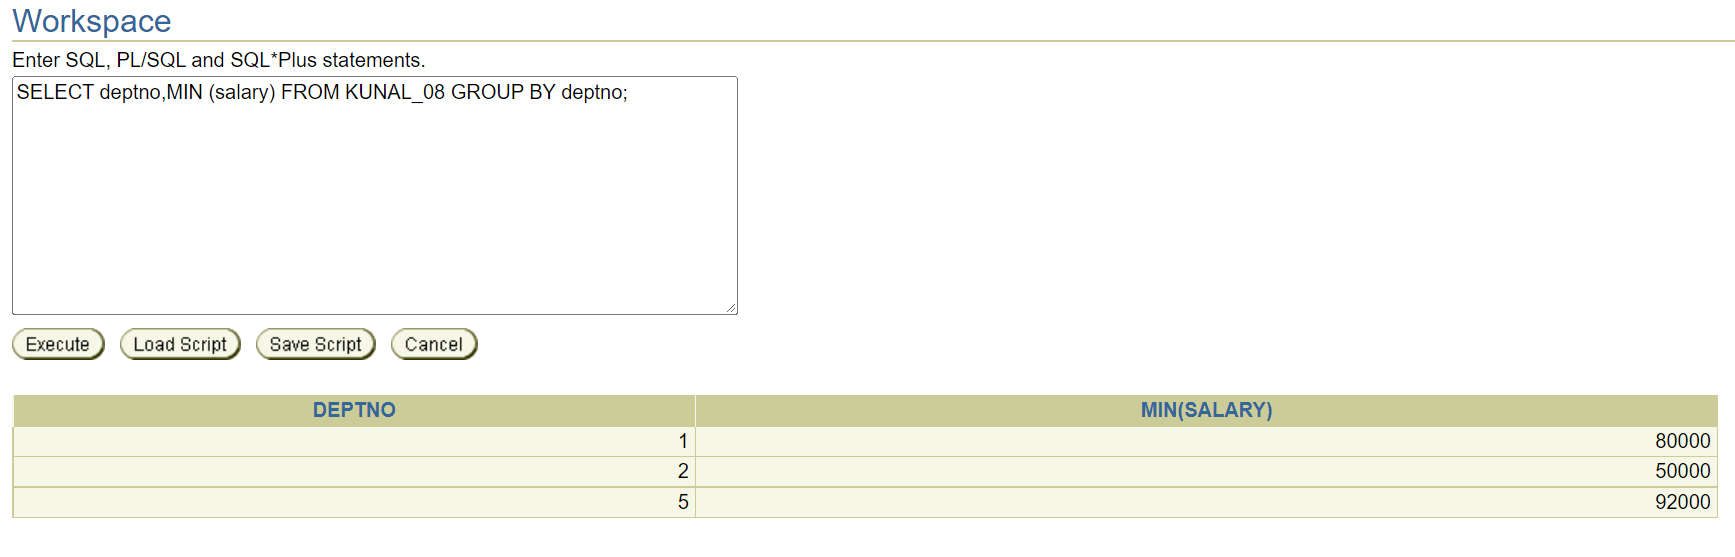 Workspace
Enter SQL, PL/SQL and SQL*Plus statements.
SELECT deptno,MIN (salary) FROM KUNAL_08 GROUP BY deptno;
Execute Load Script Save Script Cancel
DEPTNO MIN(SALARY)
1 80000
2 50000
5 92000